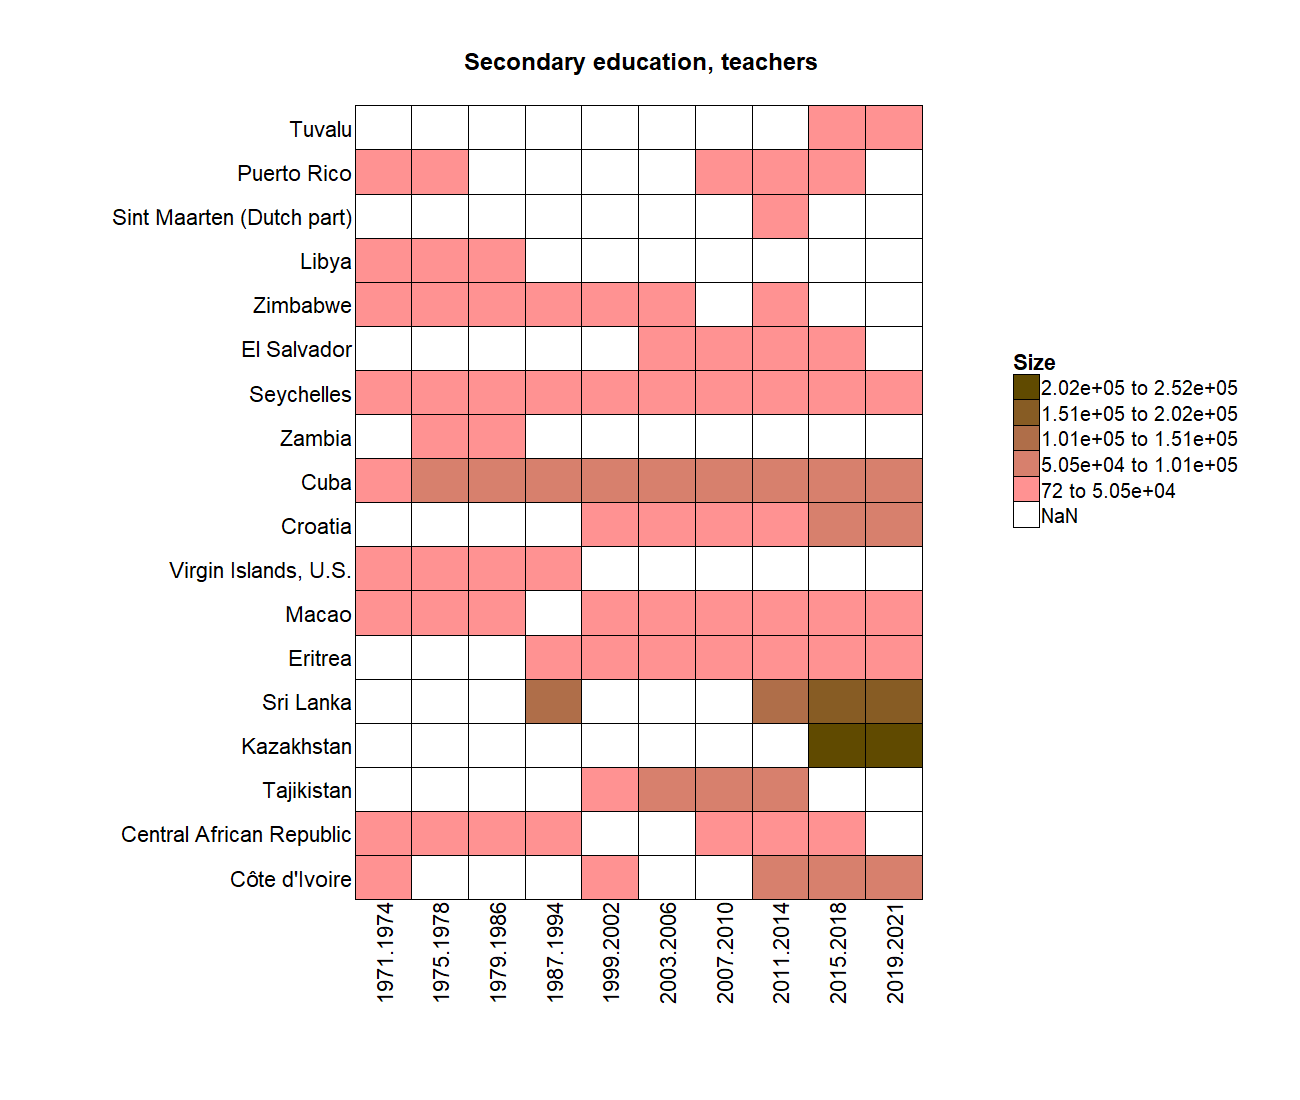 Secondary education, teachers
Tuvalu
Puerto Rico
Sint Maarten (Dutch part)
Libya
Zimbabwe
El Salvador
Seychelles
Zambia
Cuba
Croatia
Virgin Islands, U.S.
Macao
Eritrea
Sri Lanka
Kazakhstan
Tajikistan
Central African Republic
Côte d'Ivoire
1971.1974
1975.1978
1979.1986
1987.1994
1999.2002
2003.2006
2007.2010
2011.2014
2015.2018
2019.2021
Size
2.02e+05 to 2.52e+05
1.51e+05 to 2.02e+05
1.01e+05 to 1.51e+05
5.05e+04 to 1.01e+05
72 to 5.05e+04
NaN